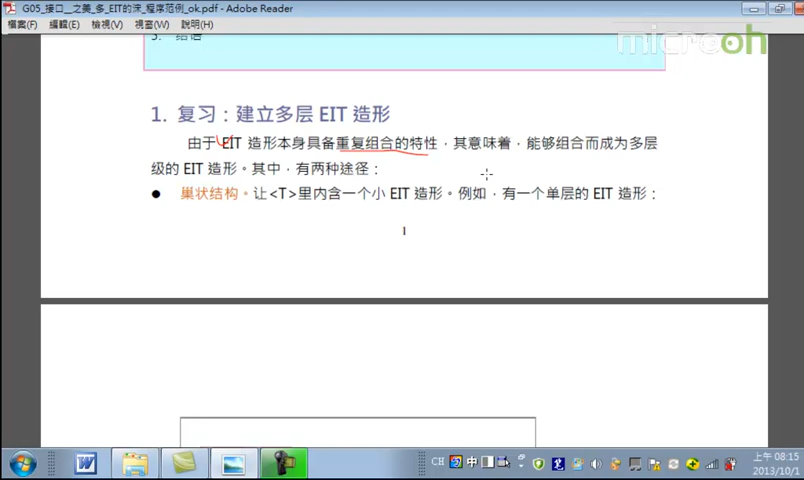 G05_接口__之美_多_EIT的床_程序范例_ok.pdf - Adobe Reader
檔案(F) 編輯(E) 檢視(V) 視窗(W) 說明(H)
microoh
5. 结语
1. 复习：建立多层 EIT 造形
由于 EIT 造形本身具备重复组合的特性，其意味着，能够组合而成为多层
级的 EIT 造形。其中，有两种途径：
● 巢状结构。让<T>里内含一个小 EIT 造形。例如，有一个单层的 EIT 造形：
1
CH 中
上午 08:15
2013/10/1